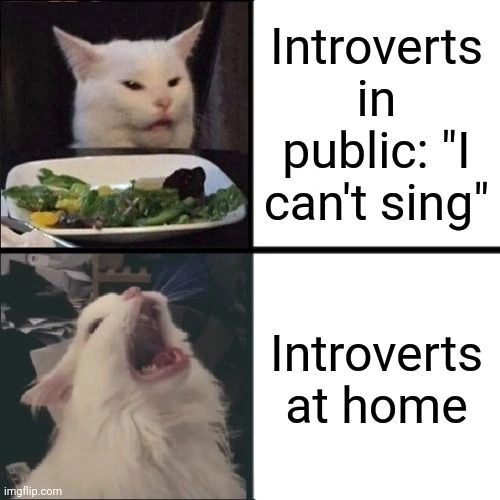 Introverts
in
public: "I
can't sing"
Introverts
at home
imgflip.com